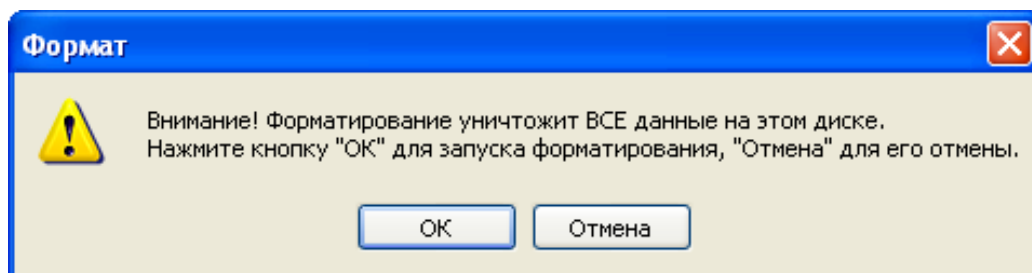 Формат
Внимание! Форматирование уничтожит ВСЕ данные на этом диске.
Нажмите кнопку "ОК" для запуска форматирования, "Отмена" для его отмены.
ОК
Отмена